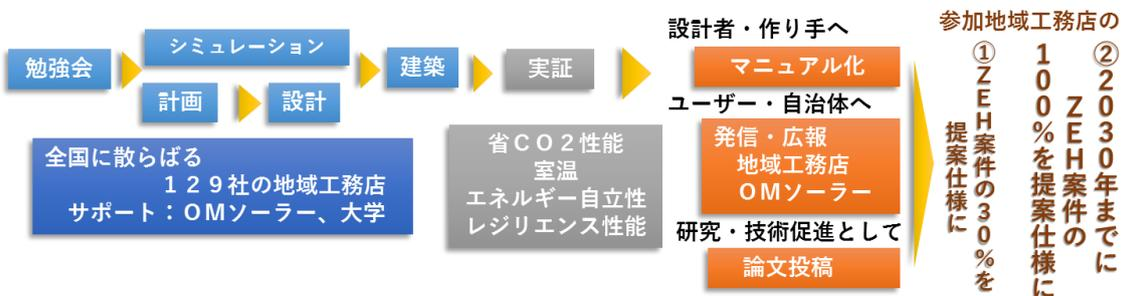 勉強会
シミュレーション
計画
設計
建築
実証
全国に散らばる
１２９社の地域工務店
サポート：ＯＭソーラー、大学
省ＣＯ２性能
室温
エネルギー自立性
レジリエンス性能
設計者・作り手へ
マニュアル化
ユーザー・自治体へ
発信・広報
地域工務店
ＯＭソーラー
研究・技術促進として
論文投稿
参加地域工務店の
①ＺＥＨ案件の３０％を
提案仕様に
②２０３０年までに
ＺＥＨ案件の
１００％を提案仕様に